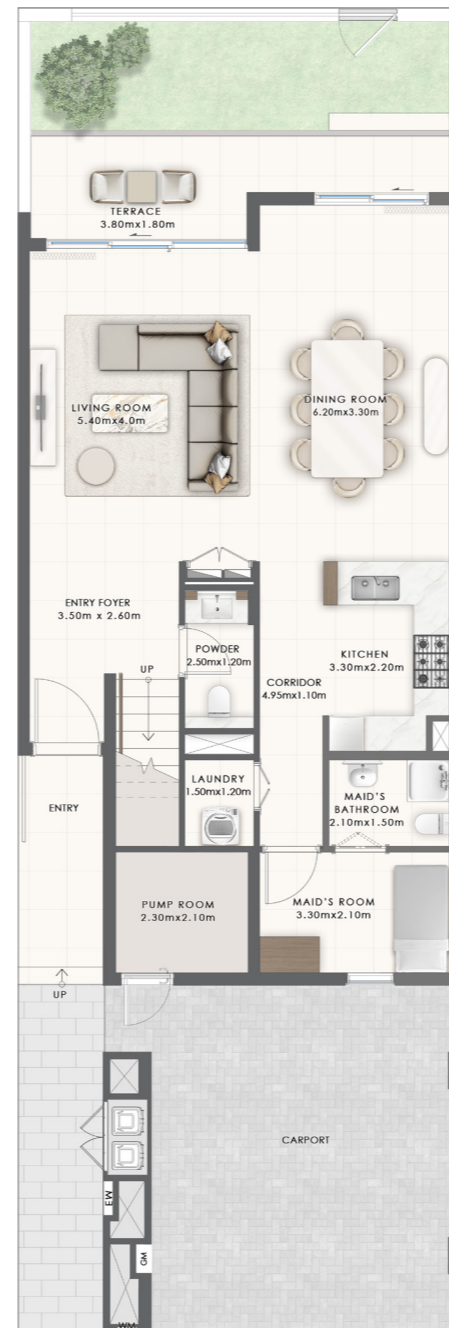 TERRACE
3.80mx1.80m
LIVING ROOM
5.40mx4.0m
DINING ROOM
6.20mx3.30m
ENTRY FOYER
3.50m x 2.60m
UP
POWDER
2.50mx1.20m
KITCHEN
3.30mx2.20m
CORRIDOR
4.95mx1.10m
LAUNDRY
1.50mx1.20m
MAID'S
BATHROOM
2.10mx1.50m
ENTRY
PUMP ROOM
2.30mx2.10m
MAID'S ROOM
3.30mx2.10m
UP
CARPORT
EM
GM
WM